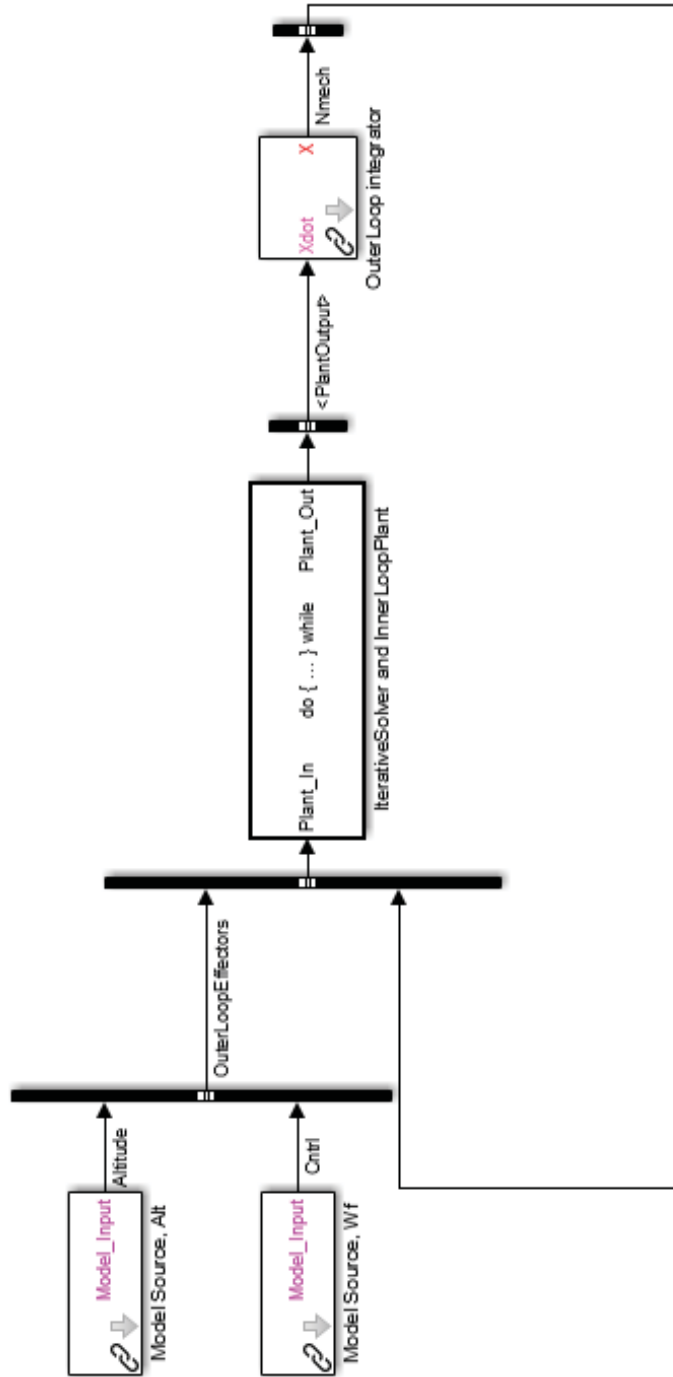 Model_Input
Model Source, Alt
Altitude
Model_Input
Model Source, Wf
Cntrl
OuterLoopEffectors
Plant_In
do { ... } while
Plant_Out
IterativeSolver and InnerLoopPlant
<PlantOutput>
Xdot
X
Outer Loop integrator
Nmech